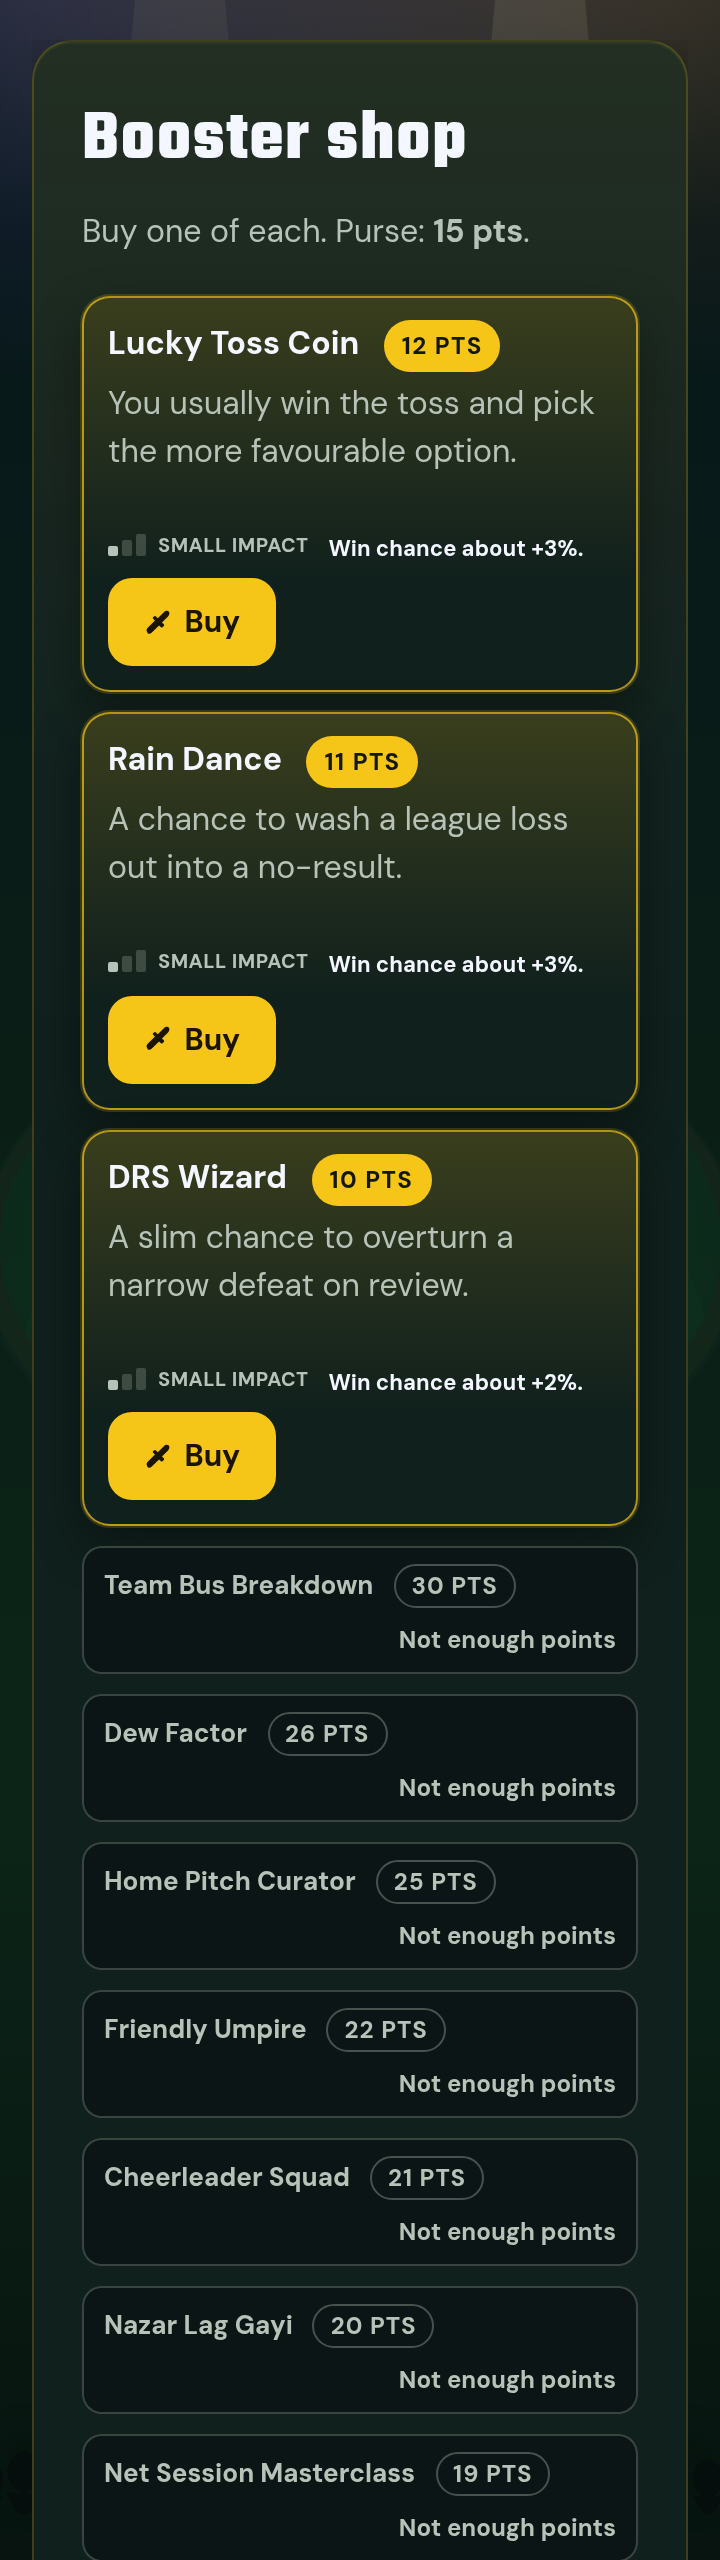 Booster shop
Buy one of each. Purse: 15 pts.
Lucky Toss Coin 12 PTS
You usually win the toss and pick
the more favourable option.
SMALL IMPACT Win chance about +3%.
Buy
Rain Dance 11 PTS
A chance to wash a league loss
out into a no-result.
SMALL IMPACT Win chance about +3%.
Buy
DRS Wizard 10 PTS
A slim chance to overturn a
narrow defeat on review.
SMALL IMPACT Win chance about +2%.
Buy
Team Bus Breakdown 30 PTS
Not enough points
Dew Factor 26 PTS
Not enough points
Home Pitch Curator 25 PTS
Not enough points
Friendly Umpire 22 PTS
Not enough points
Cheerleader Squad 21 PTS
Not enough points
Nazar Lag Gayi 20 PTS
Not enough points
Net Session Masterclass 19 PTS
Not enough points